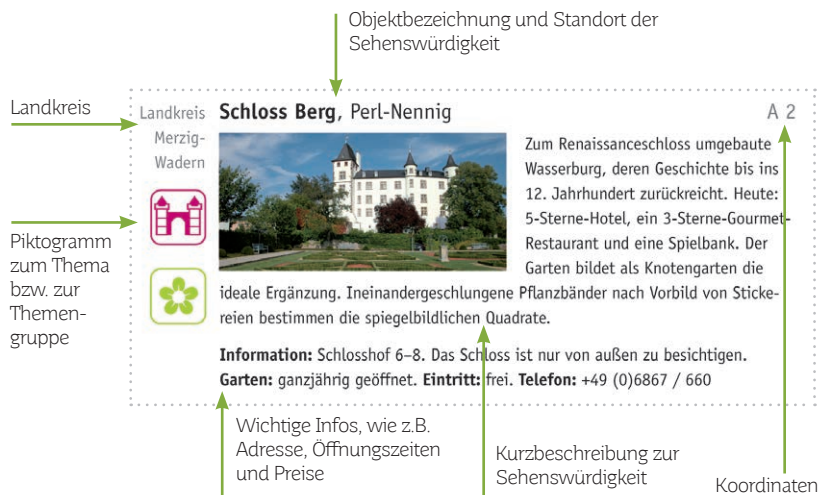 Objektbezeichnung und Standort der
Sehenswürdigkeit
Landkreis
Landkreis
Merzig-
Wadern
Schloss Berg, Perl-Nennig
A 2
Zum Renaissanceschloss umgebaute
Wasserburg, deren Geschichte bis ins
12. Jahrhundert zurückreicht. Heute:
5-Sterne-Hotel, ein 3-Sterne-Gourmet-
Restaurant und eine Spielbank. Der
Garten bildet als Knotengarten die
ideale Ergänzung. Ineinandergeschlungene Pflanzbänder nach Vorbild von Sticke-
reien bestimmen die spiegelbildlichen Quadrate.
Information: Schlosshof 6–8. Das Schloss ist nur von außen zu besichtigen.
Garten: ganzjährig geöffnet. Eintritt: frei. Telefon: +49 (0)6867 / 660
Piktogramm
zum Thema
bzw. zur
Themen-
gruppe
Wichtige Infos, wie z.B.
Adresse, Öffnungszeiten
und Preise
Kurzbeschreibung zur
Sehenswürdigkeit
Koordinaten